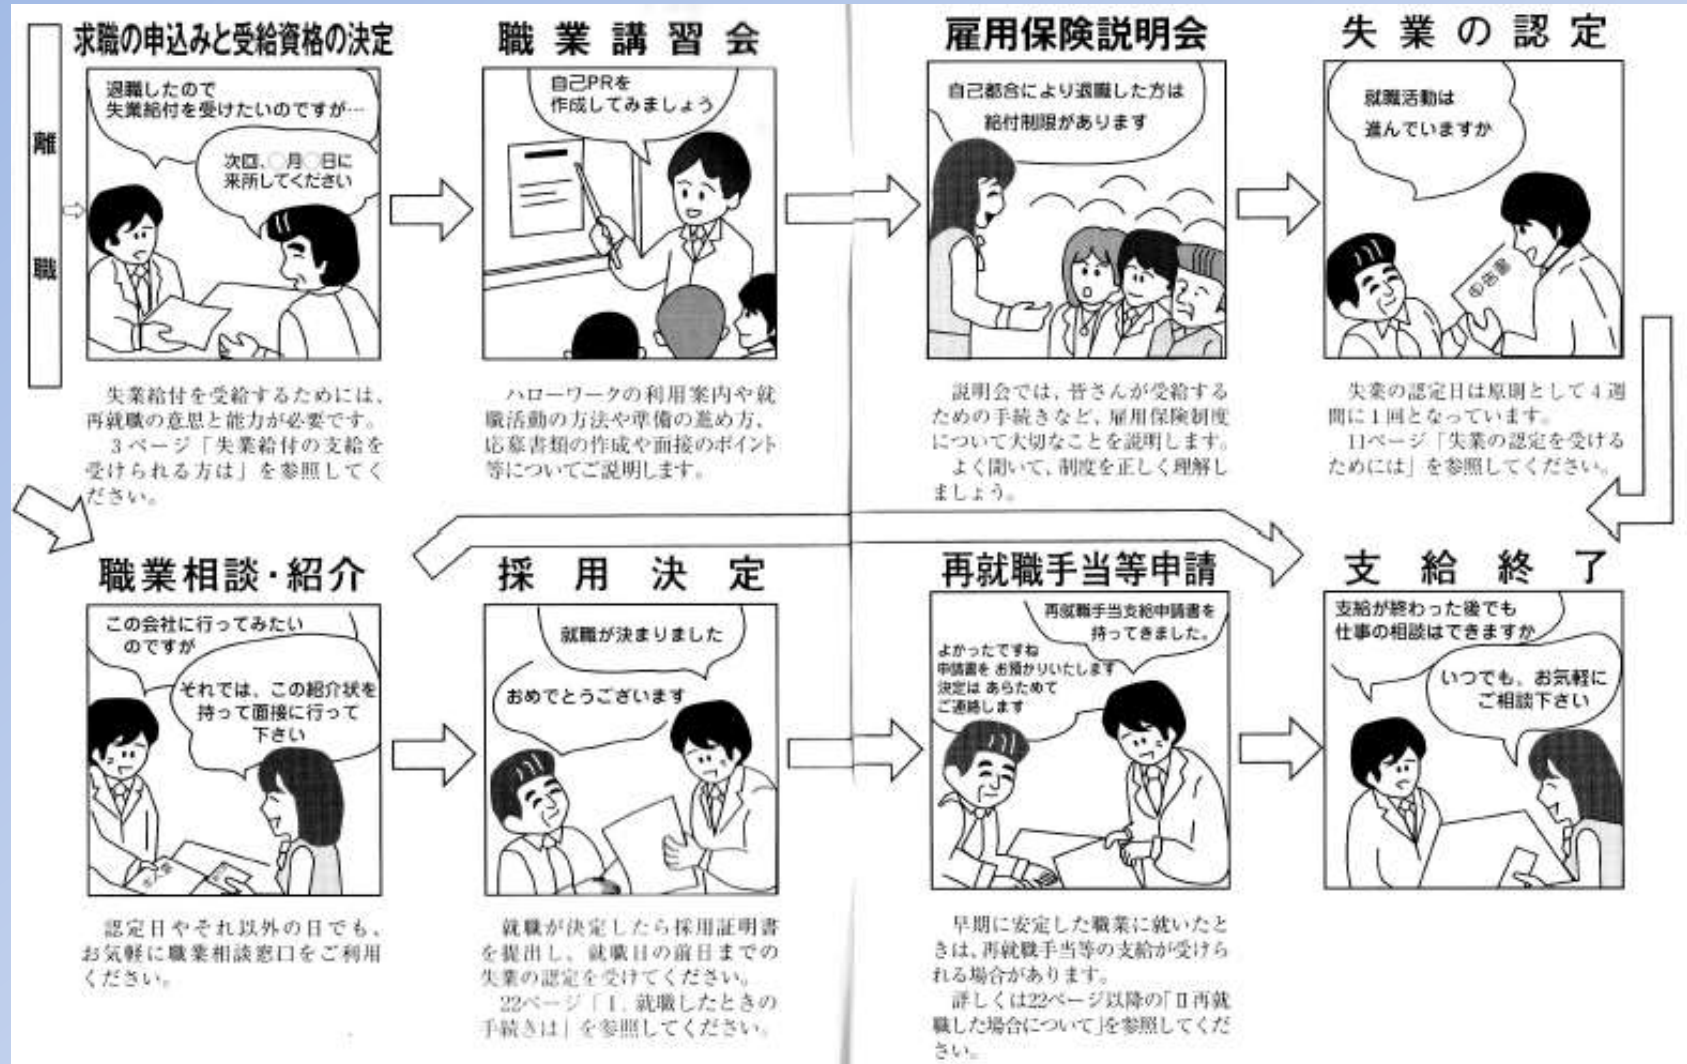 離
職
求職の申込みと受給資格の決定
退職したので
失業給付を受けたいのですが…
次回、〇月〇日に
来所してください
失業給付を受給するためには、
再就職の意思と能力が必要です。
3ページ「失業給付の支給を
受けられる方は」を参照してく
ださい。
職業講習会
自己PRを
作成してみましょう
ハローワークの利用案内や就
職活動の方法や準備の進め方、
応募書類の作成や面接のポイント
等についてご説明します。
雇用保険説明会
自己都合により退職した方は
給付制限があります
説明会では、皆さんが受給する
ための手続きなど、雇用保険制度
について大切なことを説明します。
よく聞いて、制度を正しく理解し
ましょう。
失業の認定
就職活動は
進んでいますか
申告書
失業の認定日は原則として4週
間に1回となっています。
11ページ「失業の認定を受ける
ためには」を参照してください。
職業相談・紹介
この会社に行ってみたい
のですが
それでは、この紹介状を
持って面接に行って
下さい
認定日やそれ以外の日でも、
お気軽に職業相談窓口をご利用
ください。
採用決定
就職が決まりました
おめでとうございます
就職が決定したら採用証明書
を提出し、就職日の前日までの
失業の認定を受けてください。
22ページ「Ⅰ.就職したときの
手続きは」を参照してください。
再就職手当等申請
再就職手当支給申請書を
持ってきました。
よかったですね
申請書を お預かりいたします
決定は あらためて
ご連絡します
早期に安定した職業に就いたと
きは、再就職手当等の支給が受けら
れる場合があります。
詳しくは22ページ以降の「Ⅱ再就
職した場合について」を参照してくだ
さい。
支給終了
支給が終わった後でも
仕事の相談はできますか
いつでも、お気軽に
ご相談下さい